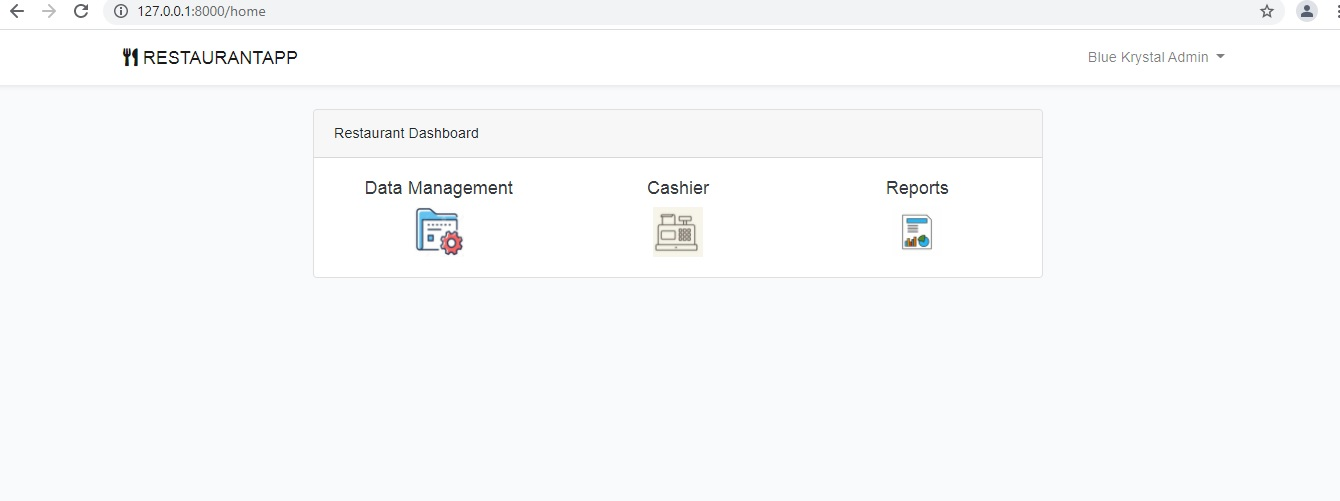 127.0.0.1:8000/home
RESTAURANTAPP
Blue Krystal Admin
Restaurant Dashboard
Data Management
Cashier
Reports